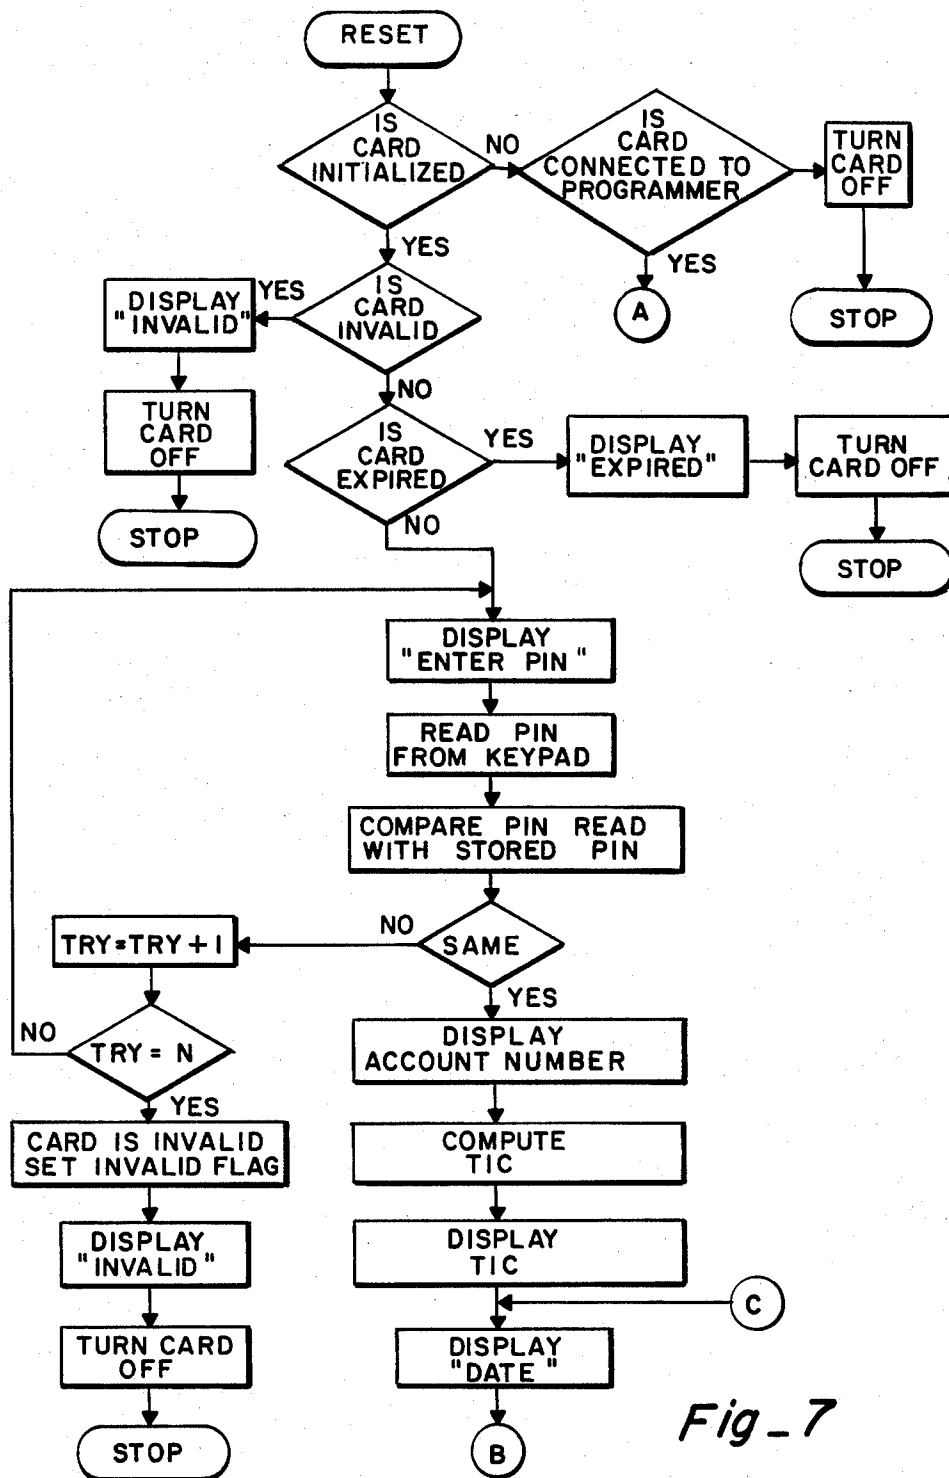 RESET
IS
CARD
INITIALIZED
NO
IS
CARD
CONNECTED TO
PROGRAMMER
TURN
CARD
OFF
YES
YES
A
STOP
IS
CARD
INVALID
YES
DISPLAY
"INVALID"
NO
TURN
CARD
OFF
STOP
IS
CARD
EXPIRED
YES
DISPLAY
"EXPIRED"
TURN
CARD OFF
STOP
NO
DISPLAY
"ENTER PIN"
READ PIN
FROM KEYPAD
COMPARE PIN READ
WITH STORED PIN
SAME
NO
TRY=TRY+1
YES
NO
TRY = N
YES
DISPLAY
ACCOUNT NUMBER
CARD IS INVALID
SET INVALID FLAG
COMPUTE
TIC
DISPLAY
"INVALID"
DISPLAY
TIC
C
TURN CARD
OFF
DISPLAY
"DATE"
STOP
B
Fig_7